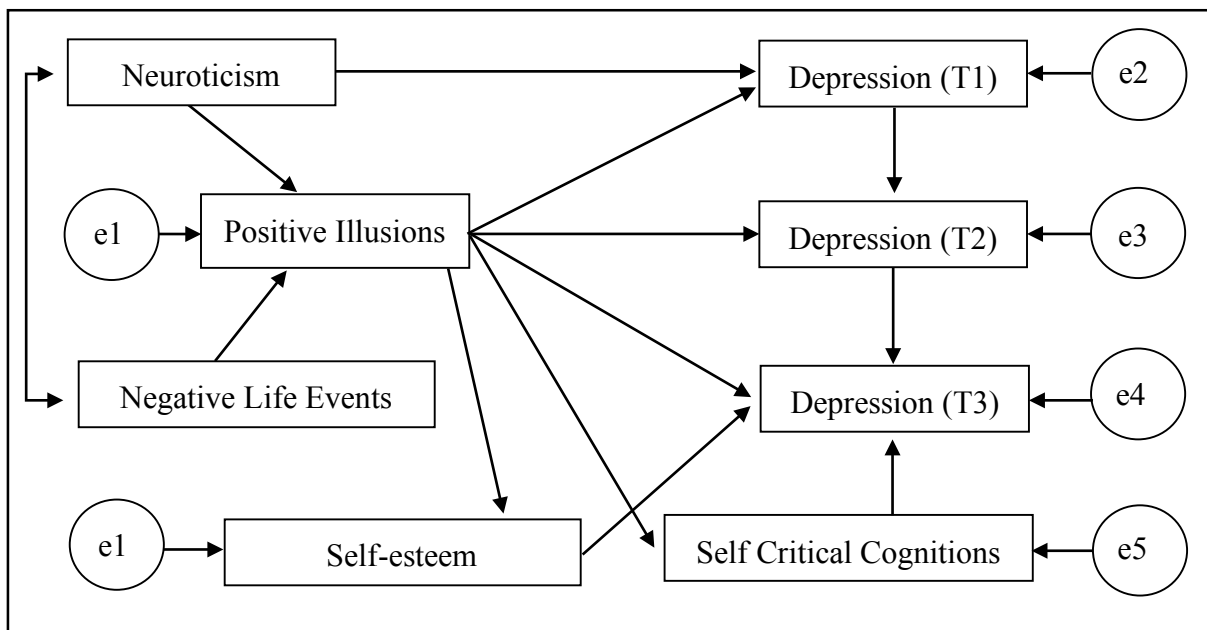 Neuroticism
Depression (T1)
e2
e1
Positive Illusions
Depression (T2)
e3
Negative Life Events
Depression (T3)
e4
e1
Self-esteem
Self Critical Cognitions
e5